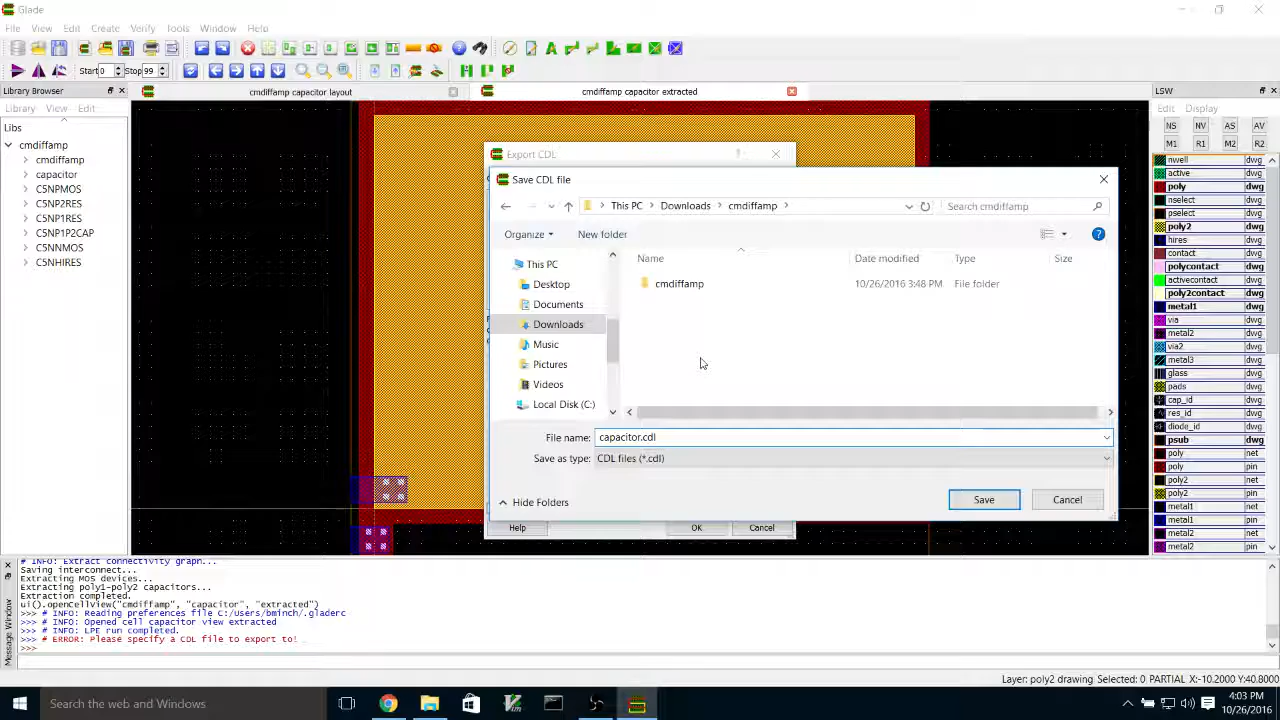 Glade
File View Edit Create Verify Tools Window Help
Start 0 Stop 99
Library Browser
cmdiffamp capacitor layout
cmdiffamp capacitor extracted
LSW
Library View Edit
Edit Display
Libs
cmdiffamp
cmdiffamp
capacitor
C5NPMOS
C5NP2RES
C5NP1RES
C5NP1P2CAP
C5NNMOS
C5NHIRES
NS NV AS AV
M1 R1 M2 R2
nwell dwg
active dwg
poly dwg
nselect dwg
pselect dwg
poly2 dwg
hires dwg
contact dwg
polycontact dwg
activecontact dwg
poly2contact dwg
metal1 dwg
via dwg
metal2 dwg
via2 dwg
metal3 dwg
glass dwg
pads dwg
cap_id dwg
res_id dwg
diode_id dwg
psub dwg
poly net
poly pin
poly2 net
poly2 pin
metal1 net
metal1 pin
metal2 net
metal2 pin
Export CDL
Save CDL file
This PC > Downloads > cmdiffamp >
Search cmdiffamp
Organize
New folder
Name Date modified Type Size
This PC
Desktop
Documents
Downloads
Music
Pictures
Videos
Local Disk (C:)
cmdiffamp 10/26/2016 3:48 PM File folder
File name: capacitor.cdl
Save as type: CDL files (*.cdl)
Hide Folders
Save Cancel
Help OK Cancel
Message Window
# INFO: Extract connectivity graph...
Saving interconnect...
Extracting MOS devices...
Extracting poly1-poly2 capacitors...
Extraction completed.
ui().openCellView("cmdiffamp", "capacitor", "extracted")
>>> # INFO: Reading preferences file C:/Users/bminch/.gladerc
>>> # INFO: Opened cell capacitor view extracted
>>> # INFO: LPE run completed.
>>> # ERROR: Please specify a CDL file to export to!
>>>
Layer: poly2 drawing Selected: 0 PARTIAL X:-10.2000 Y:40.8000
Search the web and Windows
4:03 PM
10/26/2016